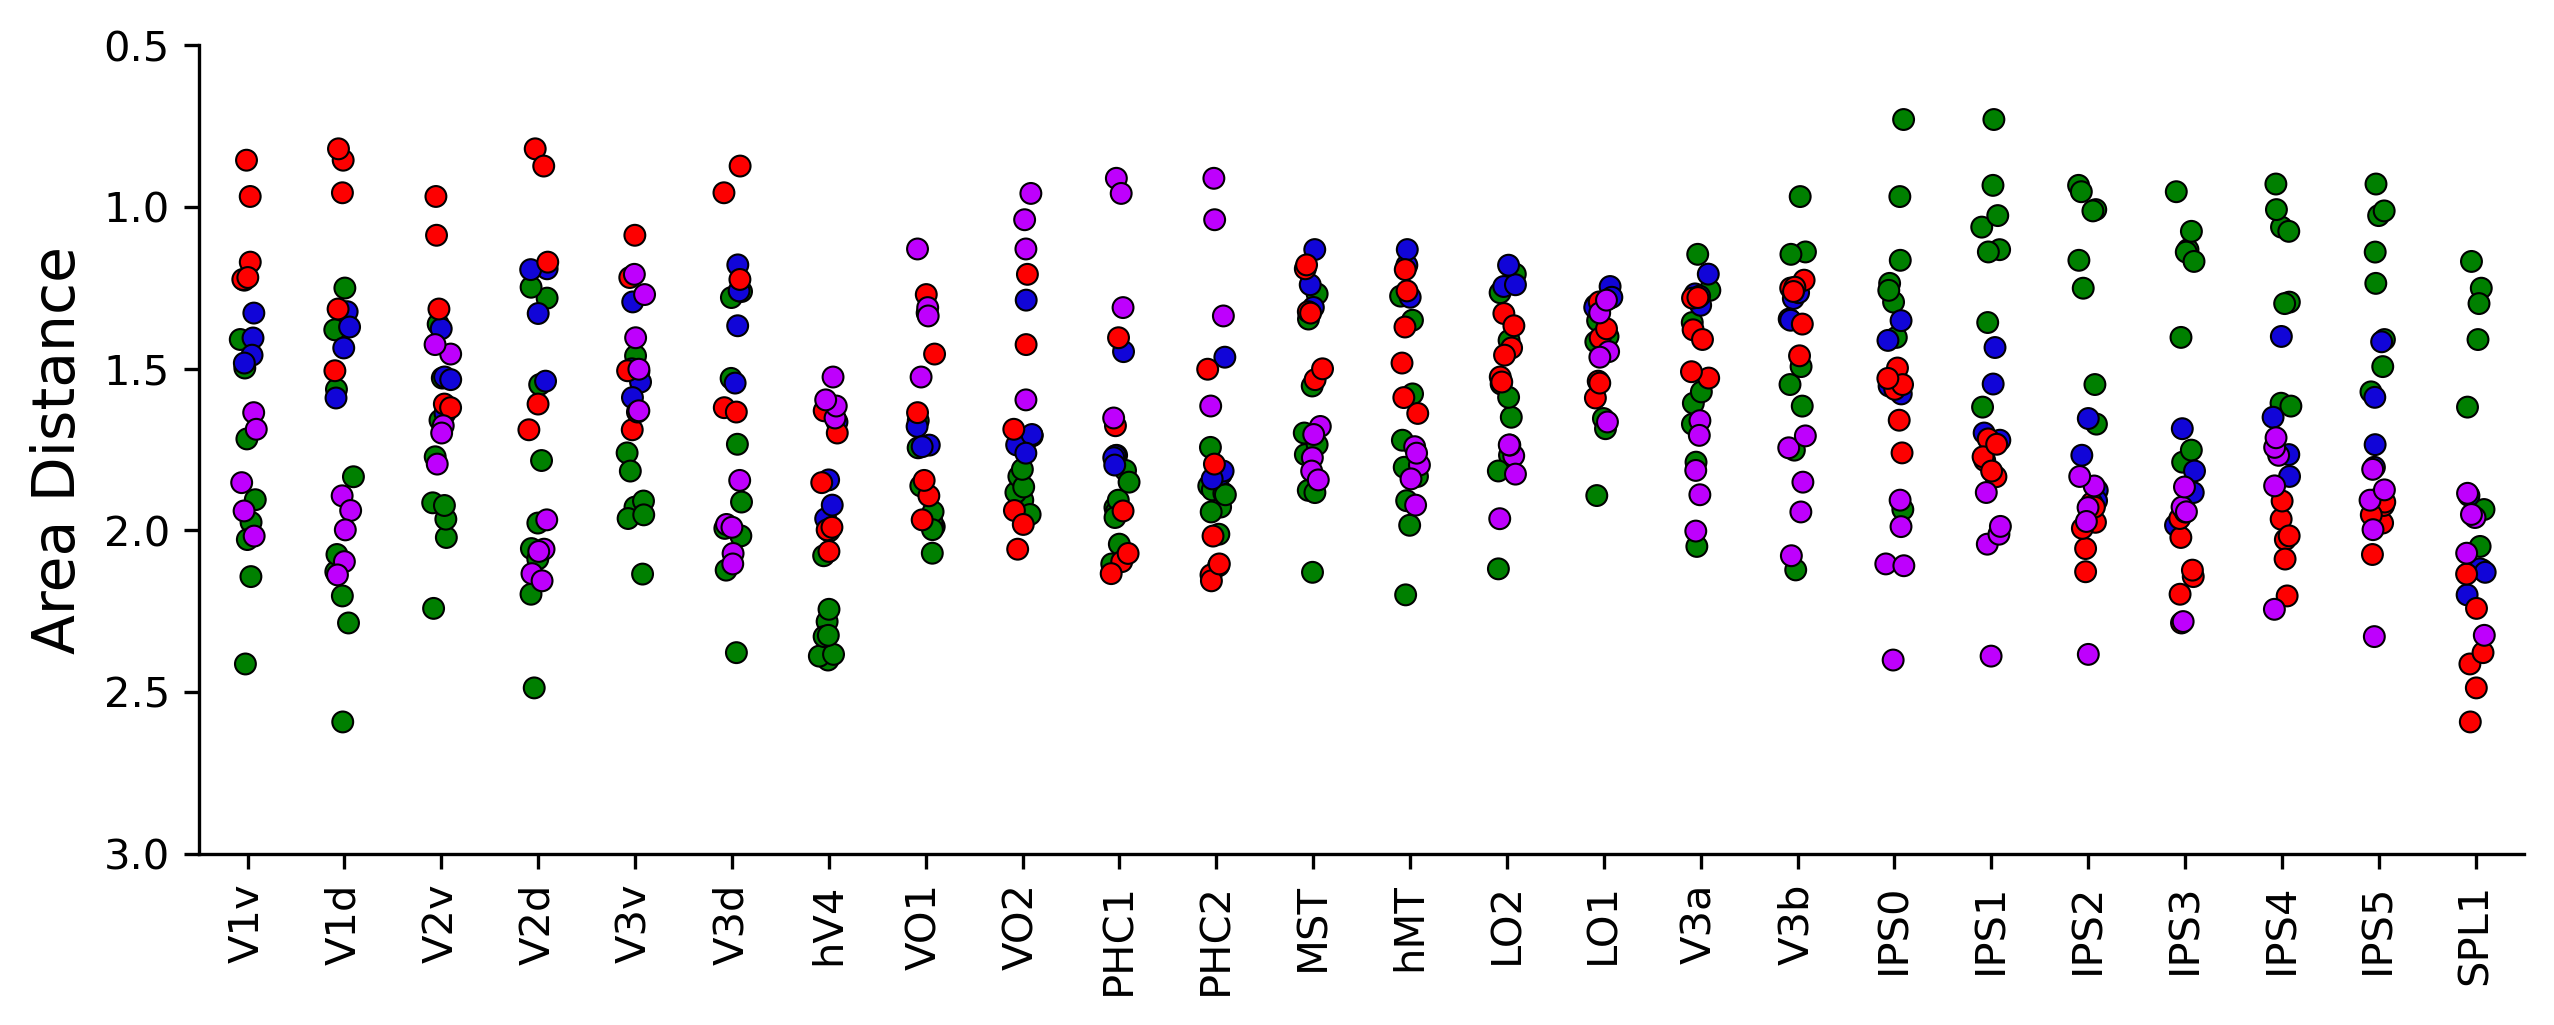 Area Distance
0.5
1.0
1.5
2.0
2.5
3.0
V1v
V1d
V2v
V2d
V3v
V3d
hV4
VO1
VO2
PHC1
PHC2
MST
hMT
LO2
LO1
V3a
V3b
IPS0
IPS1
IPS2
IPS3
IPS4
IPS5
SPL1